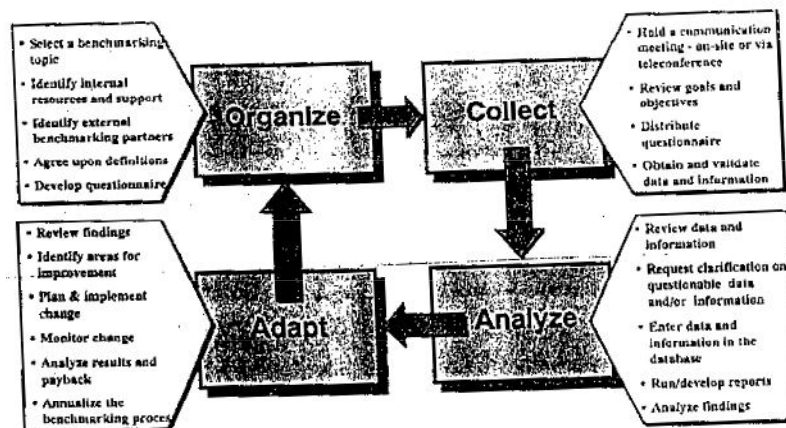 • Select a benchmarking
topic
• Identify internal
resources and support
• Identify external
benchmarking partners
• Agree upon definitions
• Develop questionnaire
Organize
Collect
• Hold a communication
meeting - on-site or via
teleconference
• Review goals and
objectives
• Distribute
questionnaire
• Obtain and validate
data and information
• Review findings
• Identify areas for
improvement
• Plan & implement
change
• Monitor change
• Analyze results and
payback
• Annualize the
benchmarking proces
Adapt
Analyze
• Review data and
information
• Request clarification on
questionable data
and/or information
• Enter data and
information in the
database
• Run/develop reports
• Analyze findings